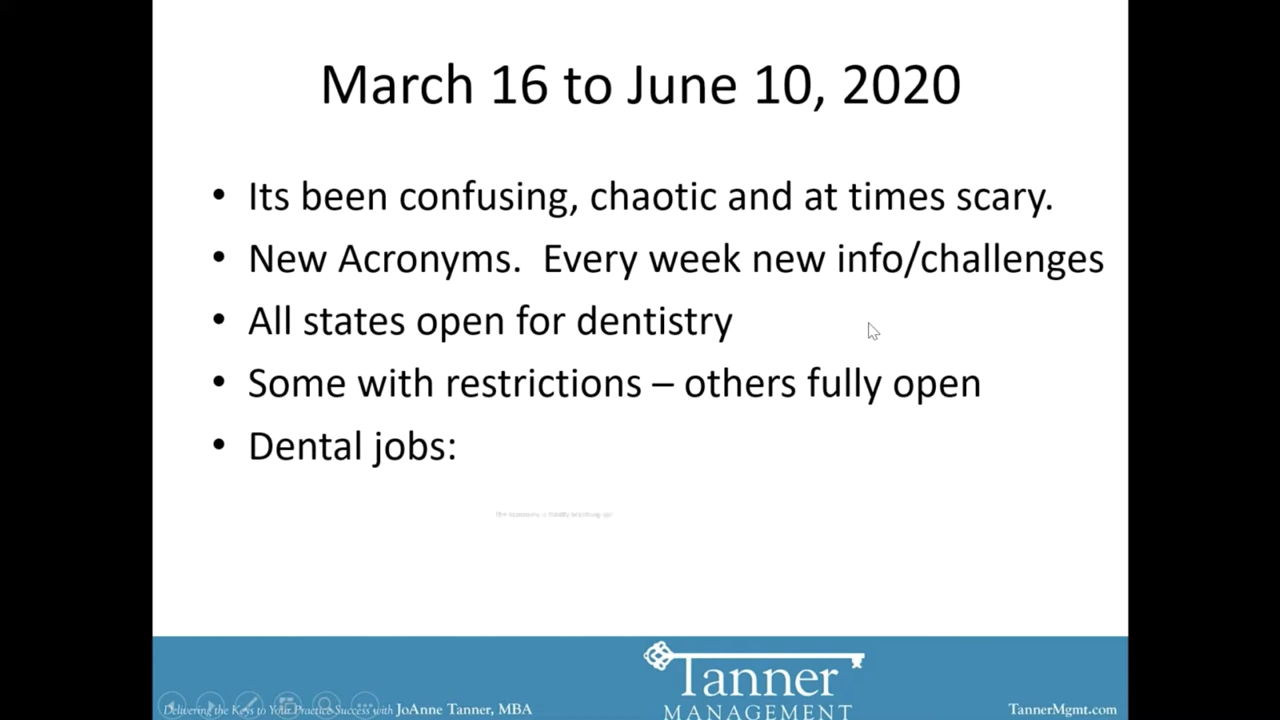 March 16 to June 10, 2020
• Its been confusing, chaotic and at times scary.
• New Acronyms.  Every week new info/challenges
• All states open for dentistry
• Some with restrictions – others fully open
• Dental jobs:
Tanner
MANAGEMENT
Delivering the Keys to Your Practice Success with JoAnne Tanner, MBA
TannerMgmt.com